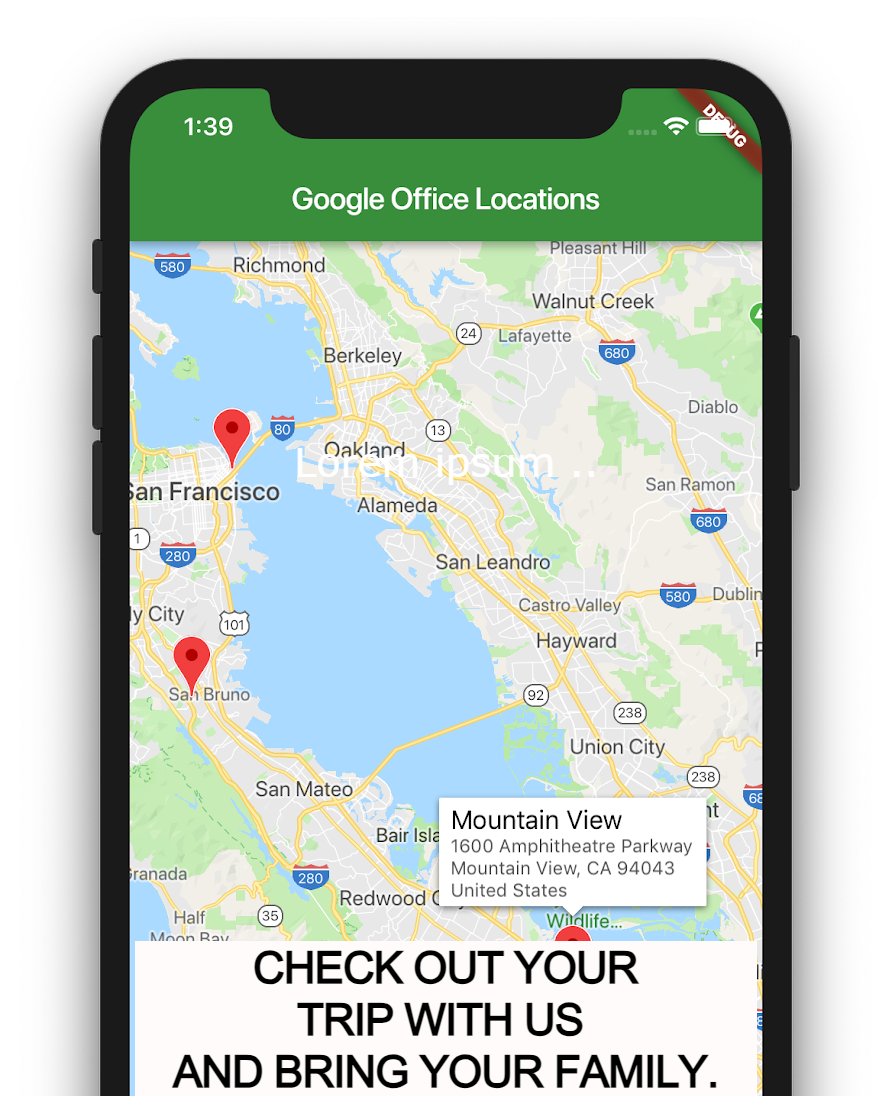 1:39
DEBUG
Google Office Locations
Pleasant Hill
580
Richmond
Walnut Creek
24
Lafayette
680
Berkeley
Diablo
80
13
Oakland
Lorem ipsum ..
San Ramon
San Francisco
Alameda
680
1
280
San Leandro
580
Dublin
Castro Valley
ly City
101
Hayward
San Bruno
92
238
Union City
238
San Mateo
68
Mountain View
1600 Amphitheatre Parkway
Mountain View, CA 94043
United States
nt
Bair Isla
280
Granada
Redwood C
35
Half
Moon Bay
Wildlife...
CHECK OUT YOUR
TRIP WITH US
AND BRING YOUR FAMILY.